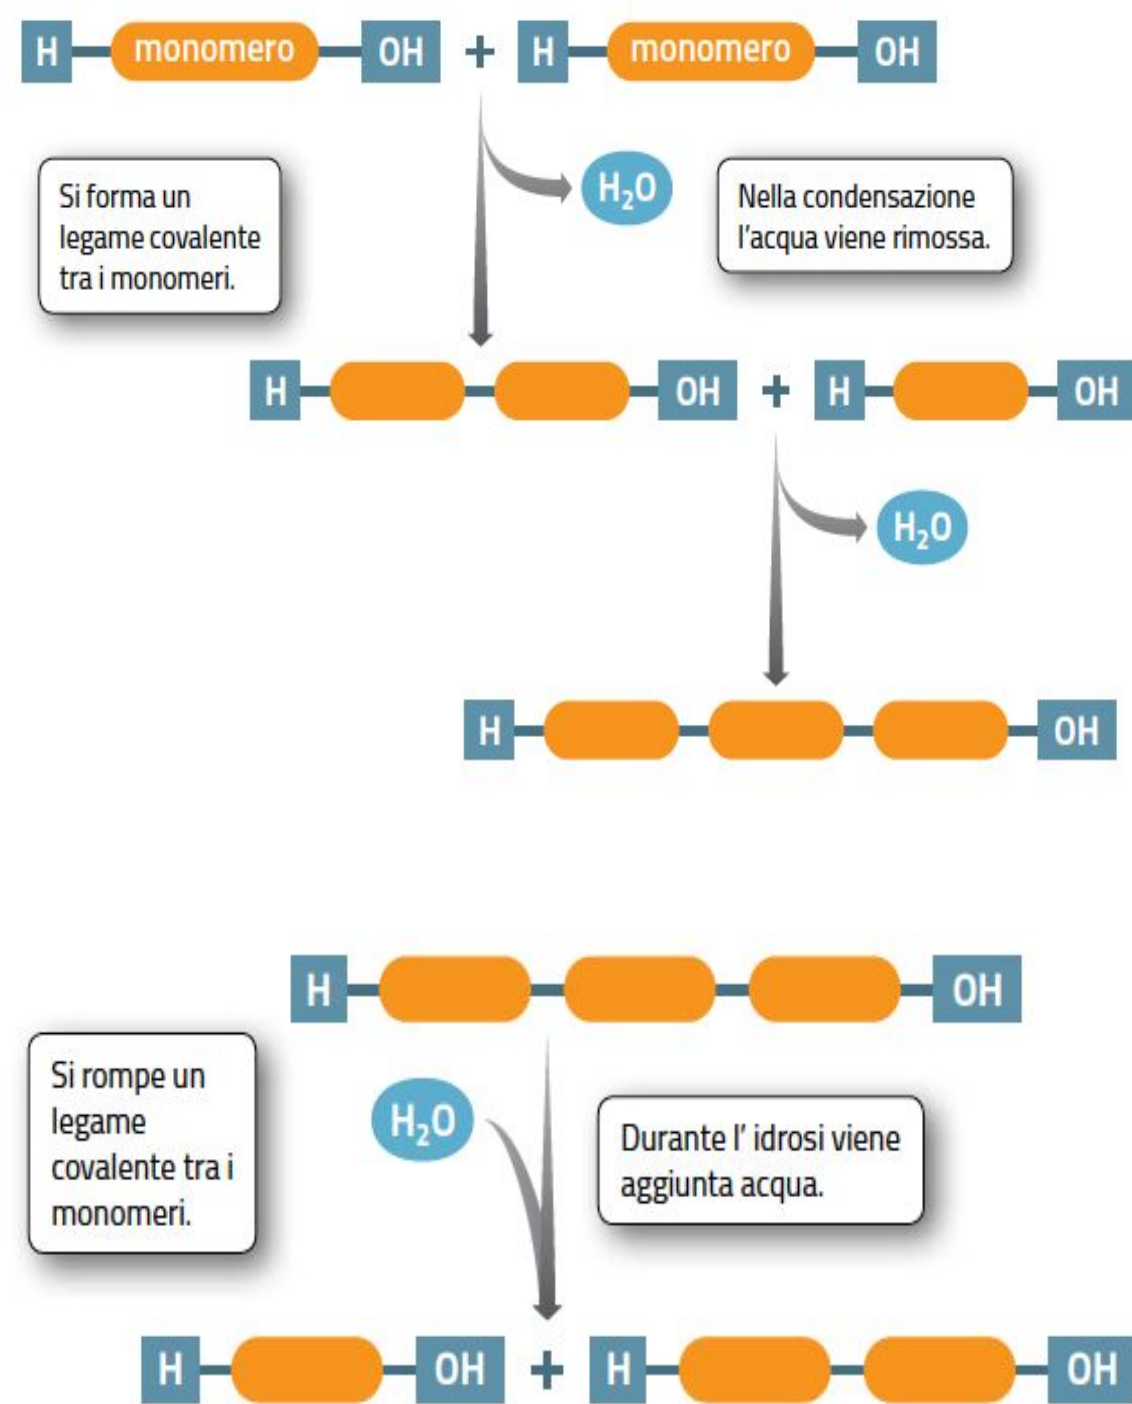 H monomero OH + H monomero OH
Si forma un
legame covalente
tra i monomeri.
H₂O
Nella condensazione
l'acqua viene rimossa.
H OH + H OH
H₂O
H OH
H OH
Si rompe un
legame
covalente tra i
monomeri.
H₂O
Durante l' idrosi viene
aggiunta acqua.
H OH + H OH